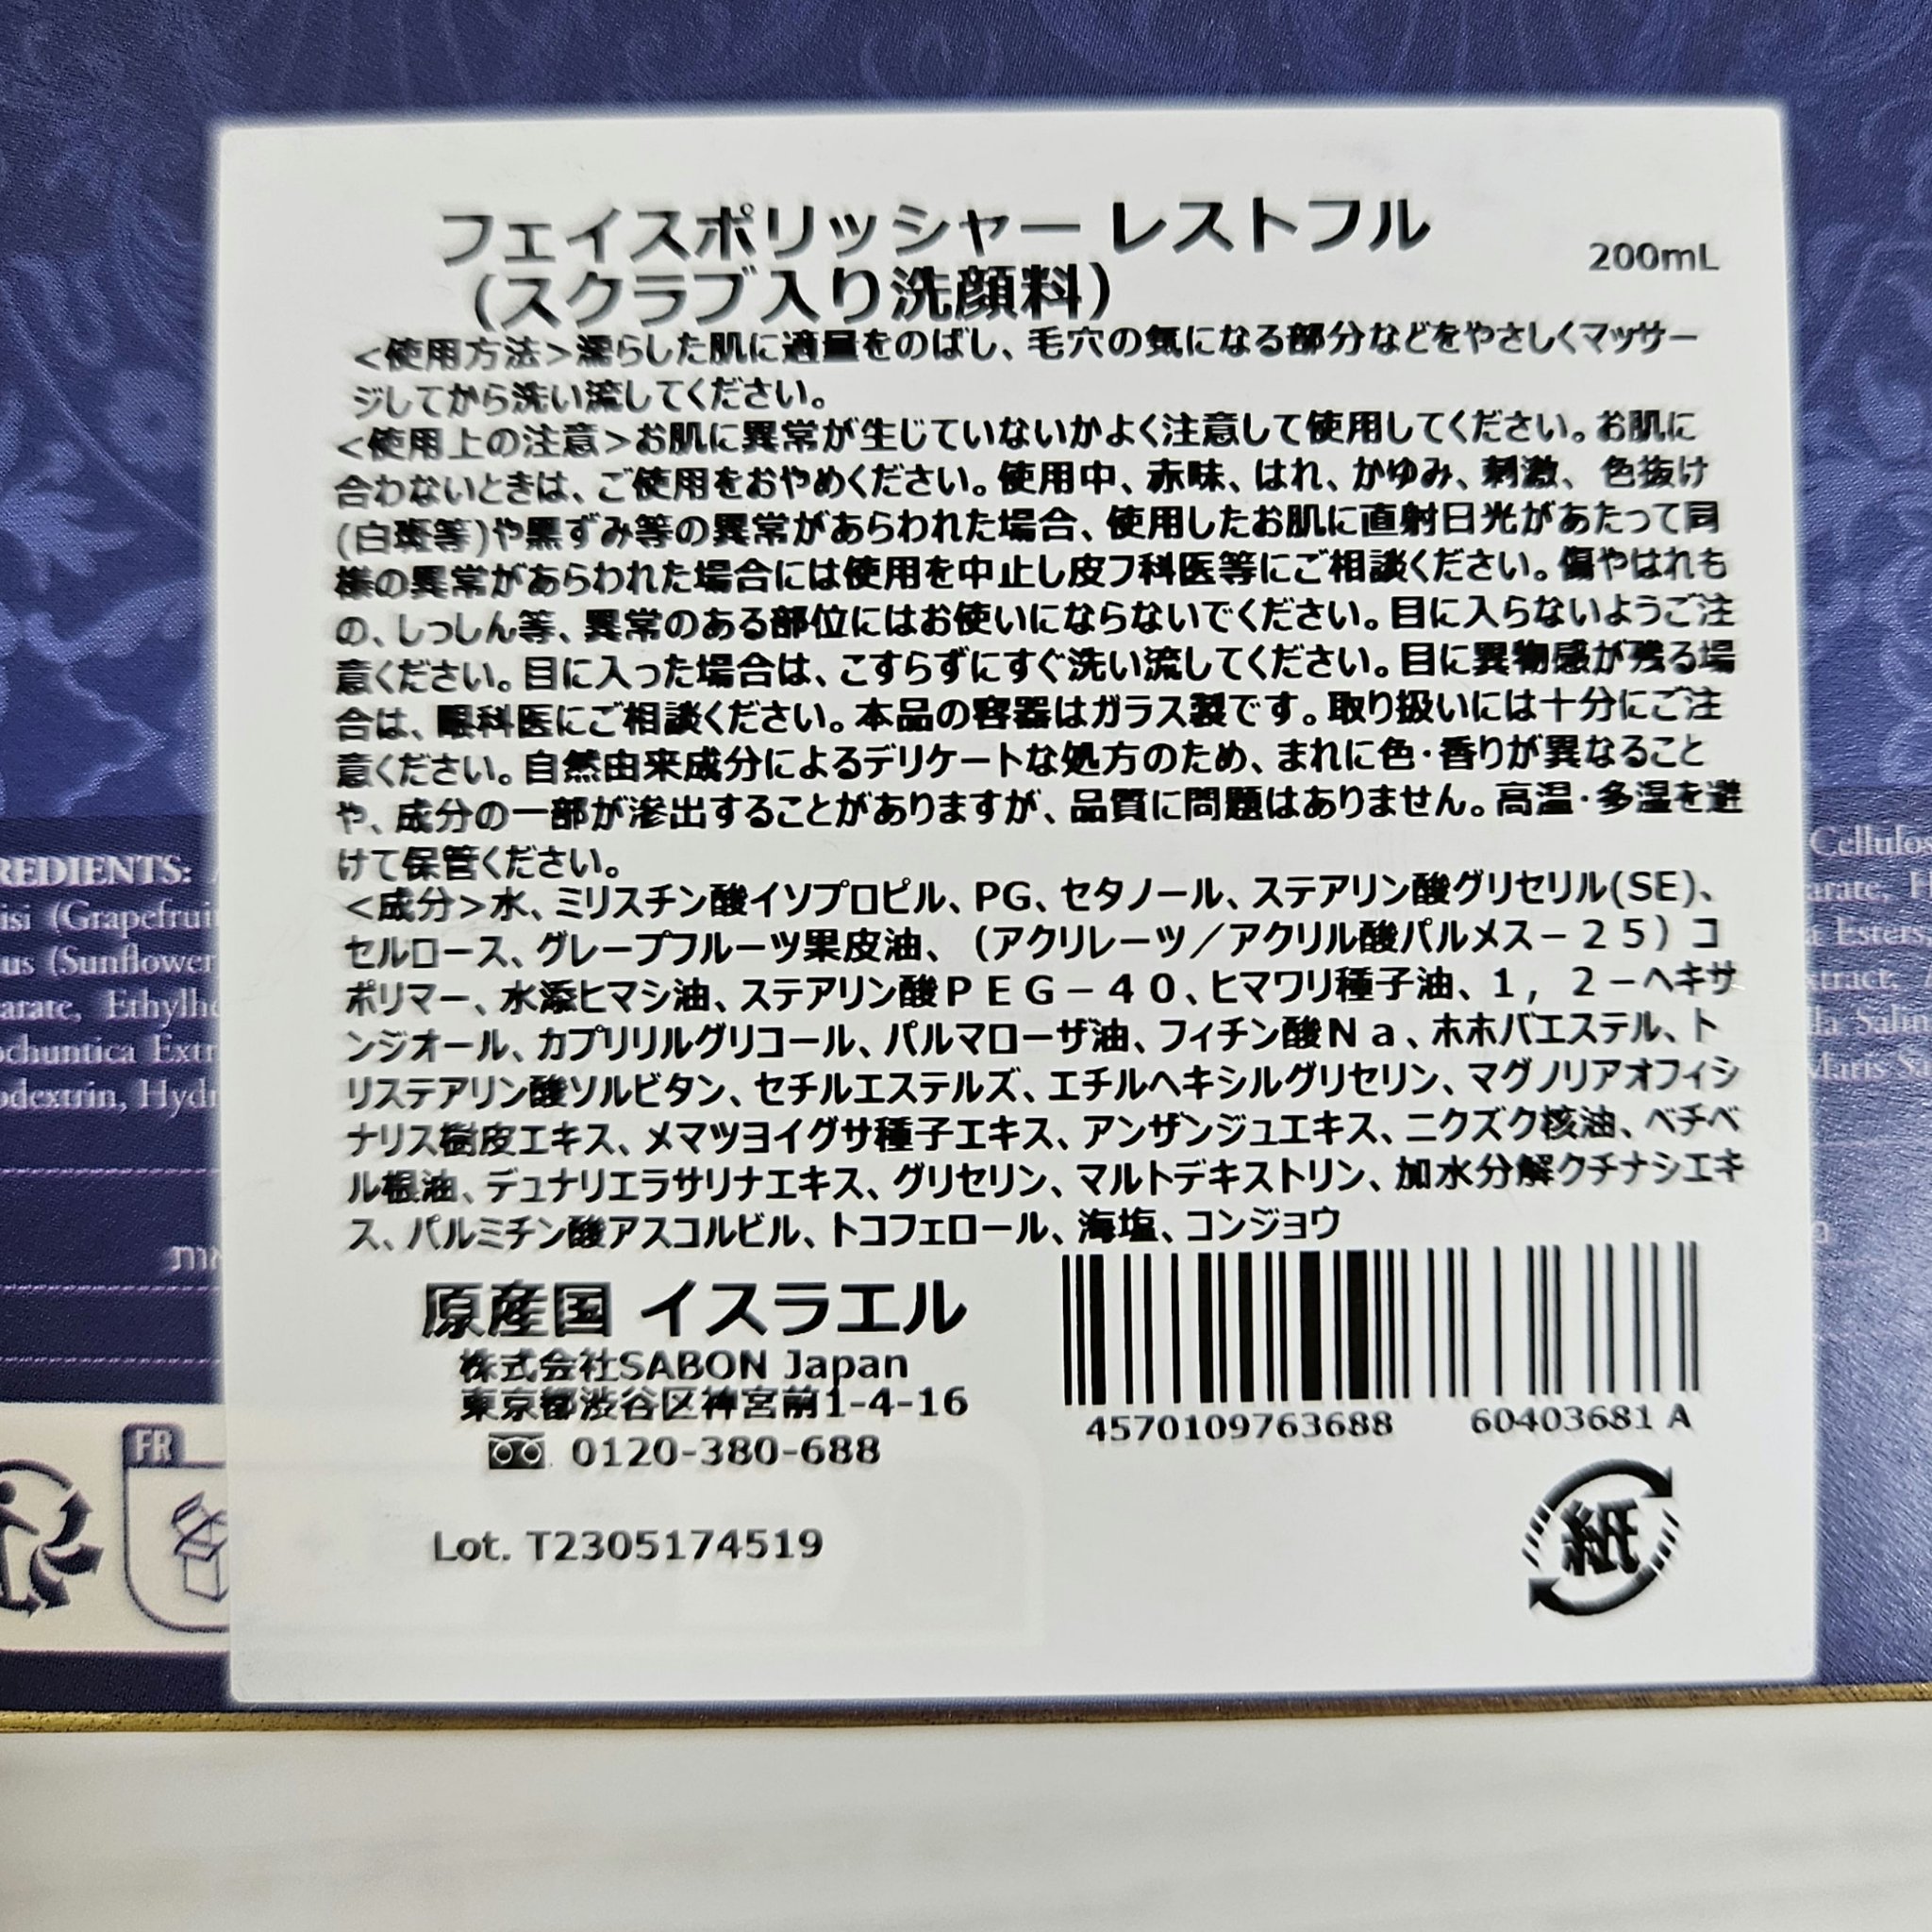 フェイスポリッシャー レストフル
200mL
(スクラブ入り洗顔料)
<使用方法>濡らした肌に適量をのばし、毛穴の気になる部分などをやさしくマッサー
ジしてから洗い流してください。
<使用上の注意>お肌に異常が生じていないかよく注意して使用してください。お肌に
合わないときは、ご使用をおやめください。使用中、赤味、はれ、かゆみ、刺激、色抜け
(白斑等)や黒ずみ等の異常があらわれた場合、使用したお肌に直射日光があたって同
様の異常があらわれた場合には使用を中止し皮フ科医等にご相談ください。傷やはれも
の、しっしん等、異常のある部位にはお使いにならないでください。目に入らないようご注
意ください。目に入った場合は、こすらずにすぐ洗い流してください。目に異物感が残る場
合は、眼科医にご相談ください。本品の容器はガラス製です。取り扱いには十分にご注
意ください。自然由来成分によるデリケートな処方のため、まれに色・香りが異なること
や、成分の一部が滲出することがありますが、品質に問題はありません。高温・多湿を避
けて保管ください。
<成分>水、ミリスチン酸イソプロピル、PG、セタノール、ステアリン酸グリセリル(SE)、
セルロース、グレープフルーツ果皮油、（アクリレーツ／アクリル酸パルメス－２５）コ
ポリマー、水添ヒマシ油、ステアリン酸ＰＥＧ－４０、ヒマワリ種子油、１，２－ヘキサ
ンジオール、カプリリルグリコール、パルマローザ油、フィチン酸Ｎａ、ホホバエステル、ト
リステアリン酸ソルビタン、セチルエステルズ、エチルヘキシルグリセリン、マグノリアオフィシ
ナリス樹皮エキス、メマツヨイグサ種子エキス、アンザンジュエキス、ニクズク核油、ベチベ
ル根油、デュナリエラサリナエキス、グリセリン、マルトデキストリン、加水分解クチナシエキ
ス、パルミチン酸アスコルビル、トコフェロール、海塩、コンジョウ
原産国 イスラエル
株式会社SABON Japan
東京都渋谷区神宮前1-4-16
0120-380-688
4570109763688 60403681 A
Lot. T2305174519
紙
REDIENTS:
isi (Grapefrui
us (Sunflower
arate, Ethylhe
ochuntica Extr
odextrin, Hydr
Cellulos
arate, H
Esters
xtract,
la Salin
Maris Sa
FR